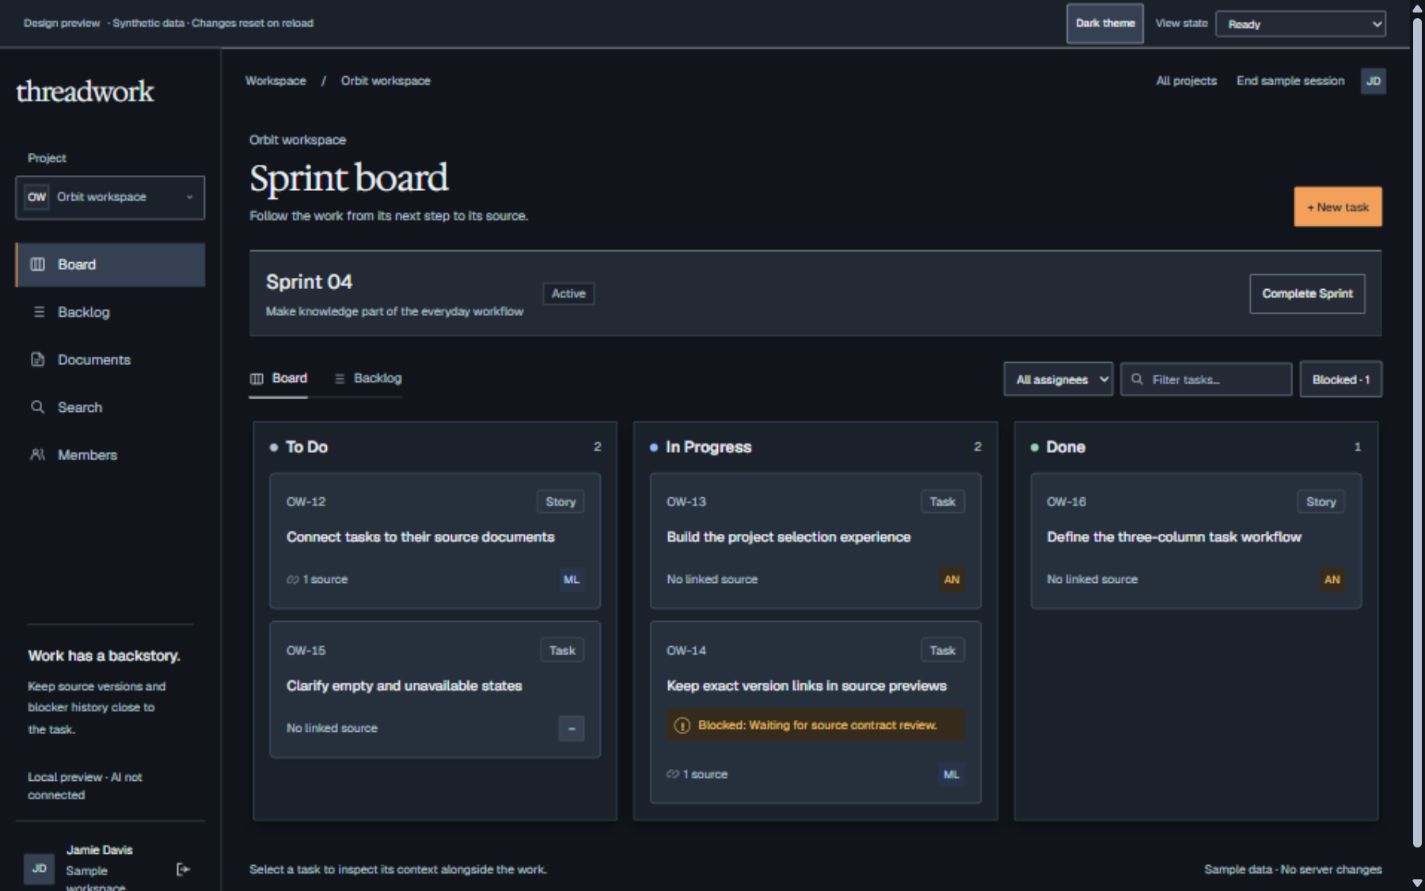 Design preview · Synthetic data · Changes reset on reload
Dark theme
View state
Ready
threadwork
Project
OW Orbit workspace
Board
Backlog
Documents
Search
Members
Work has a backstory.
Keep source versions and
blocker history close to
the task.
Local preview · AI not
connected
JD
Jamie Davis
Sample
workspace
Workspace / Orbit workspace
All projects
End sample session
JD
Orbit workspace
Sprint board
Follow the work from its next step to its source.
+ New task
Sprint 04
Make knowledge part of the everyday workflow
Active
Complete Sprint
Board
Backlog
All assignees
Filter tasks...
Blocked · 1
To Do 2
OW-12 Story
Connect tasks to their source documents
1 source ML
OW-15 Task
Clarify empty and unavailable states
No linked source –
In Progress 2
OW-13 Task
Build the project selection experience
No linked source AN
OW-14 Task
Keep exact version links in source previews
Blocked: Waiting for source contract review.
1 source ML
Done 1
OW-16 Story
Define the three-column task workflow
No linked source AN
Select a task to inspect its context alongside the work.
Sample data · No server changes